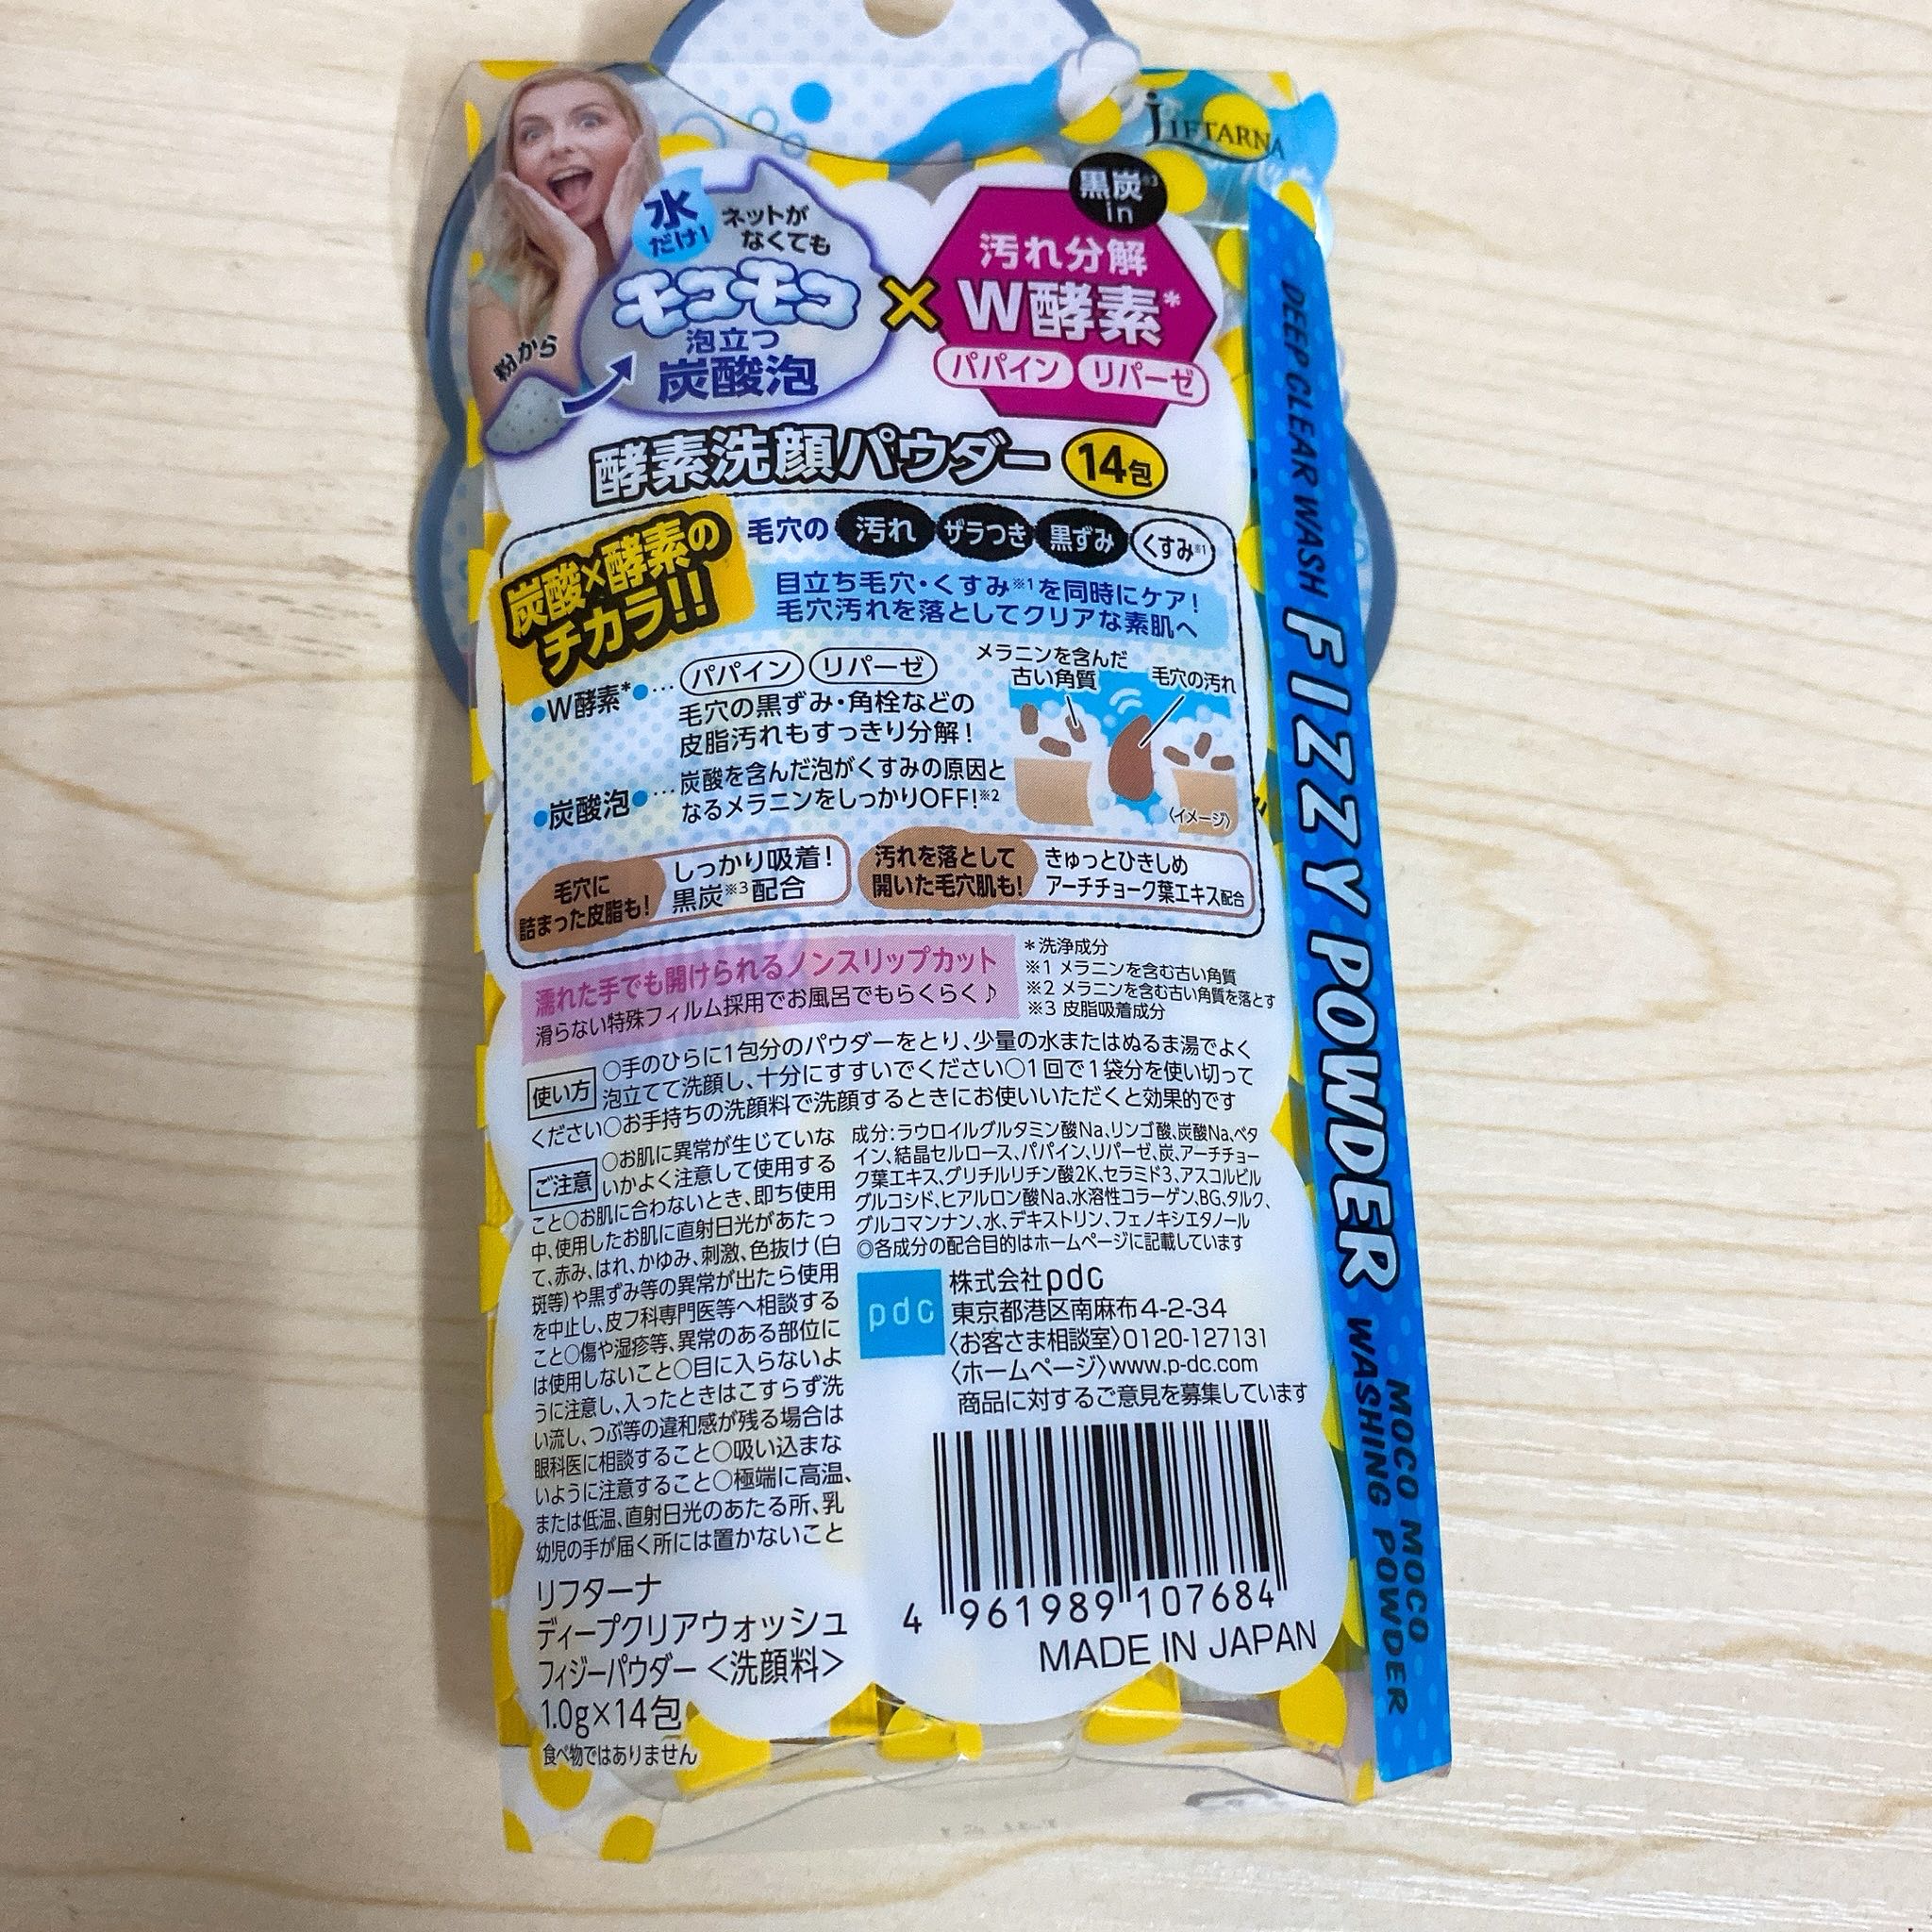 LIFTARNA
水だけ!
ネットが
なくても
モコモコ
泡立つ
炭酸泡
粉から
×
黒炭※3
in
汚れ分解
W酵素*
パパイン リパーゼ
酵素洗顔パウダー 14包
炭酸×酵素の
チカラ!!
毛穴の 汚れ ザラつき 黒ずみ くすみ※1
目立ち毛穴・くすみ※1を同時にケア!
毛穴汚れを落としてクリアな素肌へ
●W酵素*●… パパイン リパーゼ
毛穴の黒ずみ・角栓などの
皮脂汚れもすっきり分解!
●炭酸泡●… 炭酸を含んだ泡がくすみの原因と
なるメラニンをしっかりOFF!※2
メラニンを含んだ
古い角質
毛穴の汚れ
〈イメージ〉
毛穴に
詰まった皮脂も!
しっかり吸着!
黒炭※3配合
汚れを落として
開いた毛穴肌も!
きゅっとひきしめ
アーチチョーク葉エキス配合
濡れた手でも開けられるノンスリップカット
滑らない特殊フィルム採用でお風呂でもらくらく♪
*洗浄成分
※1 メラニンを含む古い角質
※2 メラニンを含む古い角質を落とす
※3 皮脂吸着成分
使い方
○手のひらに1包分のパウダーをとり、少量の水またはぬるま湯でよく
泡立てて洗顔し、十分にすすいでください○1回で1袋分を使い切って
ください○お手持ちの洗顔料で洗顔するときにお使いいただくと効果的です
ご注意
○お肌に異常が生じていな
いかよく注意して使用する
こと○お肌に合わないとき、即ち使用
中、使用したお肌に直射日光があたっ
て、赤み、はれ、かゆみ、刺激、色抜け(白
斑等)や黒ずみ等の異常が出たら使用
を中止し、皮フ科専門医等へ相談する
こと○傷や湿疹等、異常のある部位に
は使用しないこと○目に入らないよ
うに注意し、入ったときはこすらず洗
い流し、つぶ等の違和感が残る場合は
眼科医に相談すること○吸い込まな
いように注意すること○極端に高温、
または低温、直射日光のあたる所、乳
幼児の手が届く所には置かないこと
成分:ラウロイルグルタミン酸Na、リンゴ酸、炭酸Na、ベタ
イン、結晶セルロース、パパイン、リパーゼ、炭、アーチチョー
ク葉エキス、グリチルリチン酸2K、セラミド3、アスコルビル
グルコシド、ヒアルロン酸Na、水溶性コラーゲン、BG、タルク、
グルコマンナン、水、デキストリン、フェノキシエタノール
◎各成分の配合目的はホームページに記載しています
pdc
株式会社pdc
東京都港区南麻布4-2-34
〈お客さま相談室〉0120-127131
〈ホームページ〉www.p-dc.com
商品に対するご意見を募集しています
4 961989 107684
MADE IN JAPAN
リフターナ
ディープクリアウォッシュ
フィジーパウダー<洗顔料>
1.0g×14包
食べ物ではありません
DEEP CLEAR WASH FIZZY POWDER
MOCO MOCO
WASHING POWDER